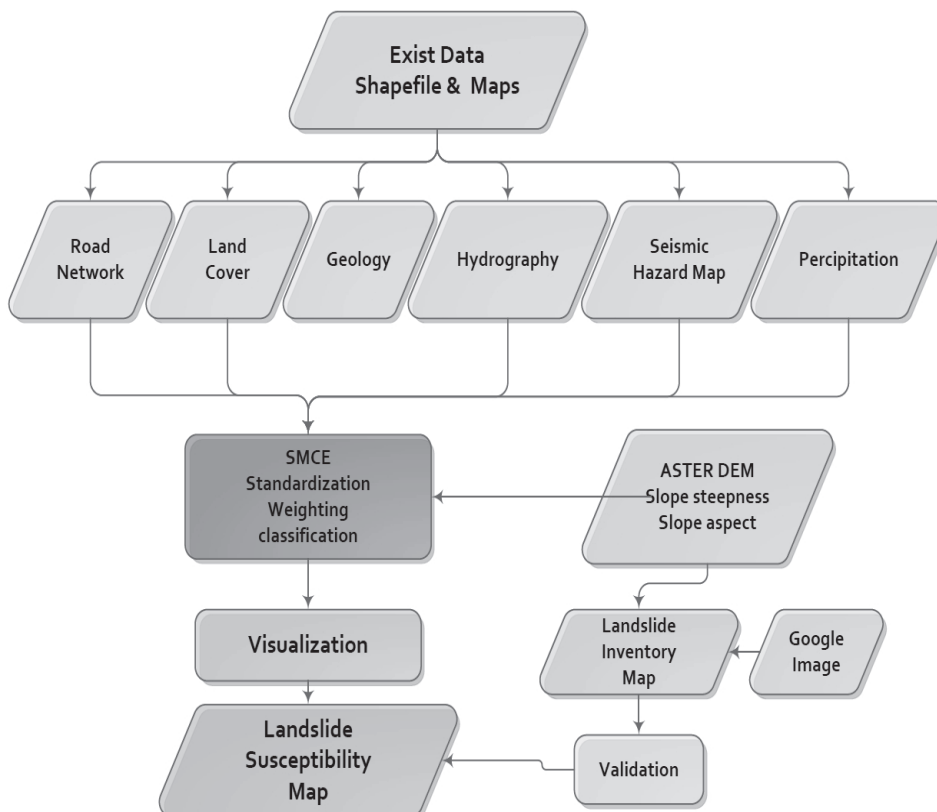 Exist Data
Shapefile & Maps
Road
Network
Land
Cover
Geology
Hydrography
Seismic
Hazard Map
Percipitation
SMCE
Standardization
Weighting
classification
ASTER DEM
Slope steepness
Slope aspect
Visualization
Landslide
Inventory
Map
Google
Image
Landslide
Susceptibility
Map
Validation